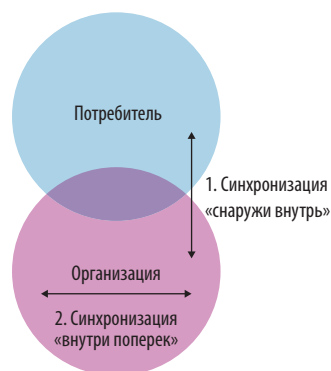 Потребитель
1. Синхронизация
«снаружи внутрь»
Организация
2. Синхронизация
«внутри поперек»